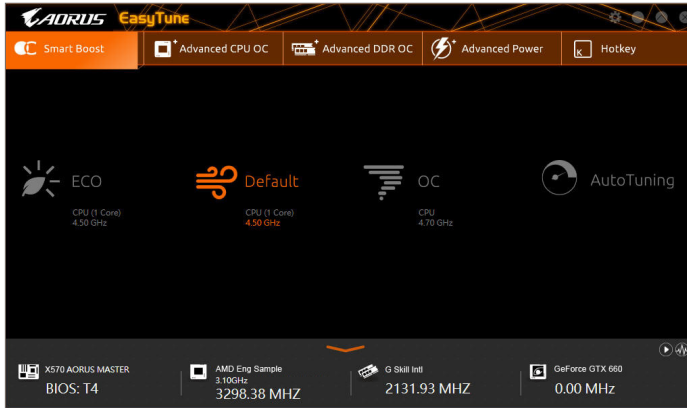 AORUS EasyTune
Smart Boost
Advanced CPU OC
Advanced DDR OC
Advanced Power
K
Hotkey
ECO
CPU (1 Core)
4.50 GHz
Default
CPU (1 Core)
4.50 GHz
OC
CPU
4.70 GHz
AutoTuning
X570 AORUS MASTER
BIOS: T4
AMD Eng Sample
3.10GHz
3298.38 MHZ
G Skill Intl
2131.93 MHZ
GeForce GTX 660
0.00 MHz